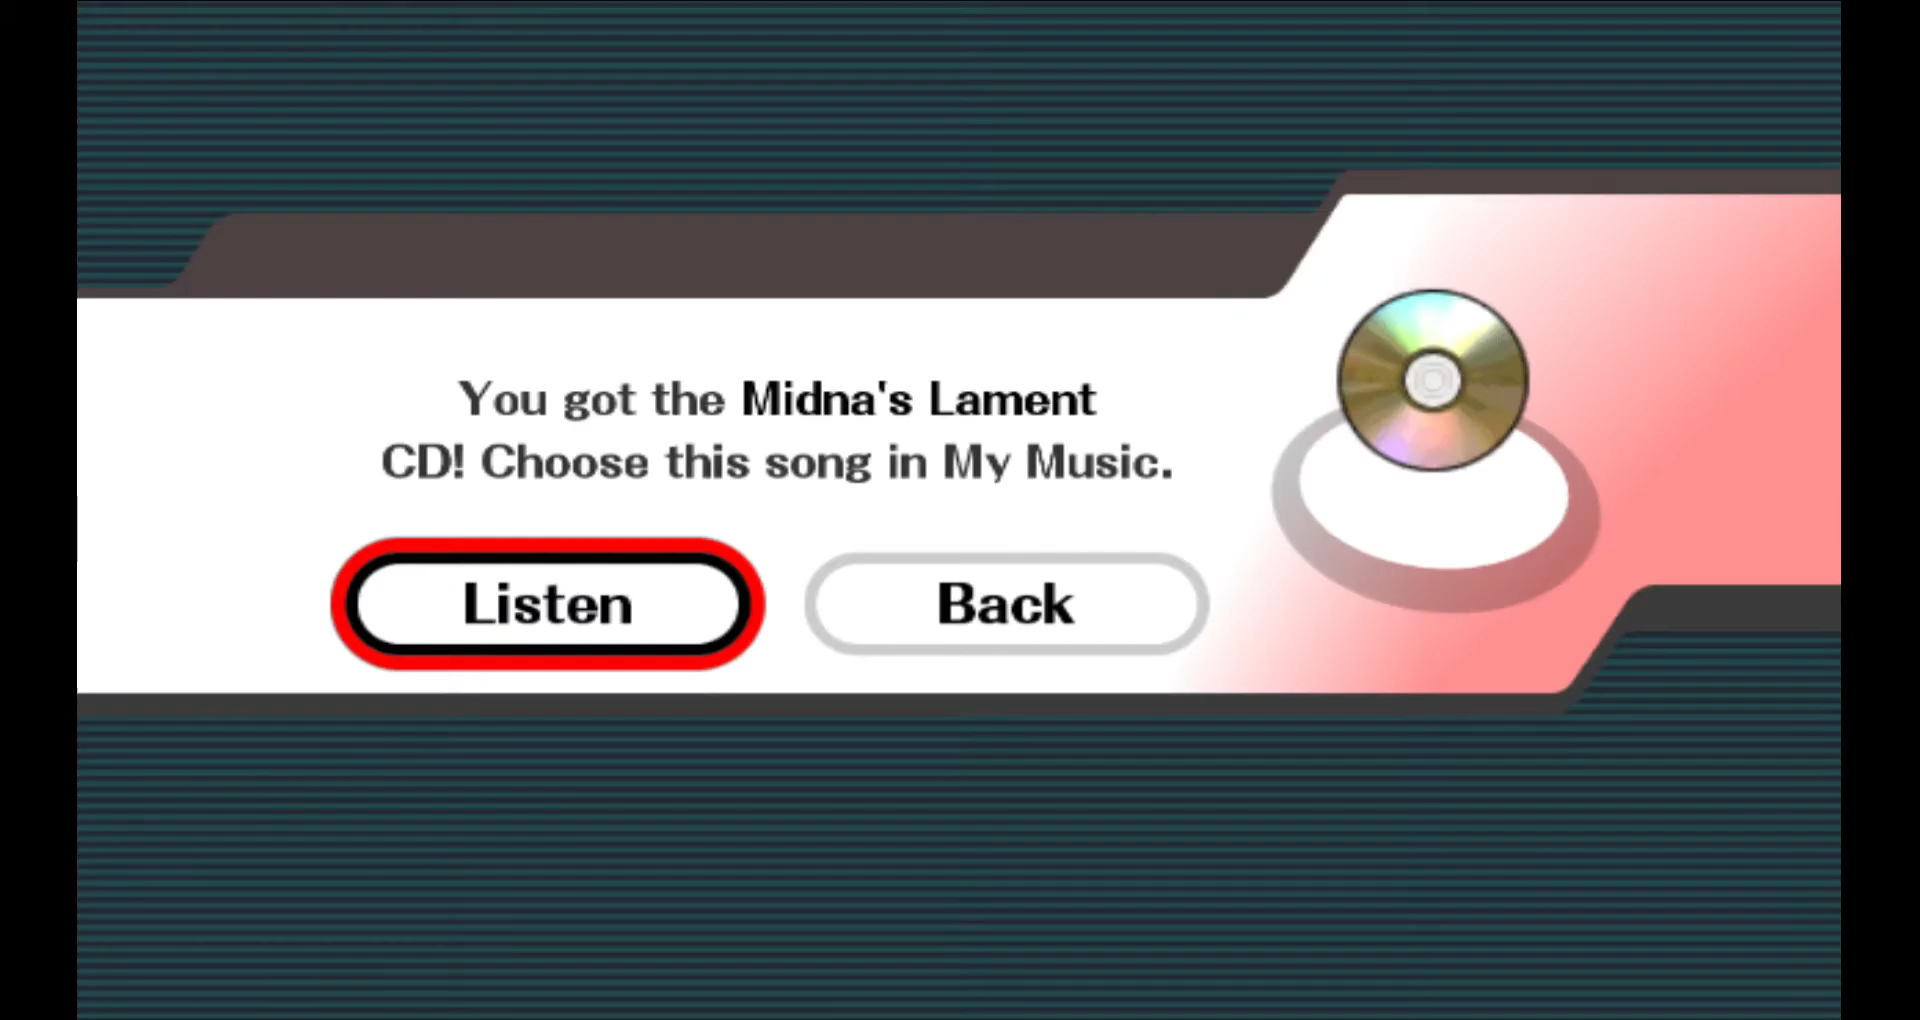 You got the Midna's Lament
CD! Choose this song in My Music.
Listen
Back